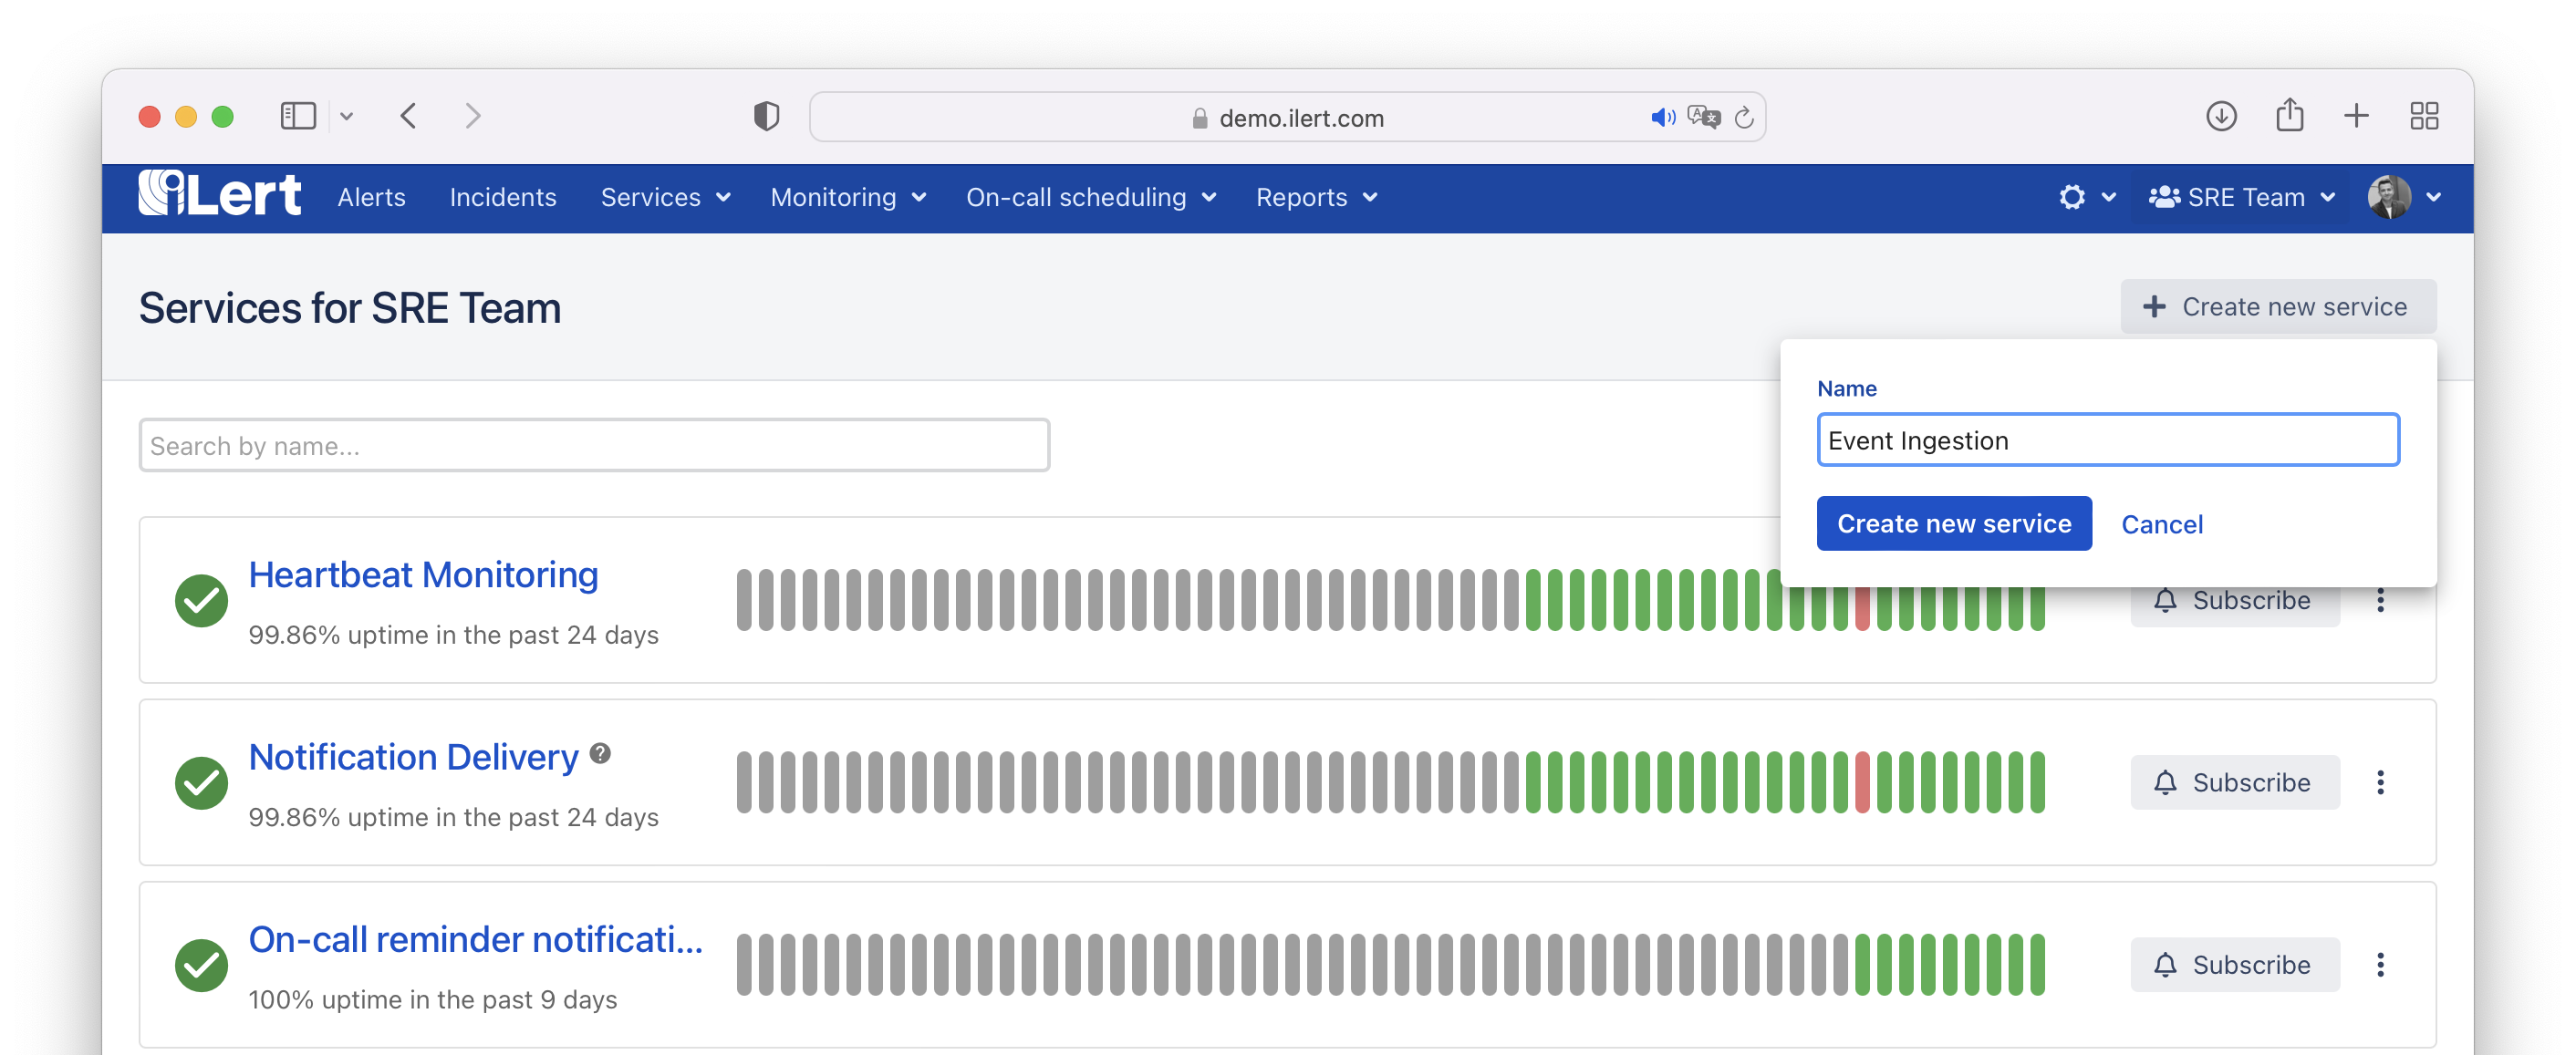 demo.ilert.com
iLert Alerts Incidents Services Monitoring On-call scheduling Reports SRE Team
Services for SRE Team
Create new service
Name
Event Ingestion
Create new service Cancel
Search by name...
Heartbeat Monitoring
99.86% uptime in the past 24 days
Subscribe
Notification Delivery
99.86% uptime in the past 24 days
Subscribe
On-call reminder notificati...
100% uptime in the past 9 days
Subscribe